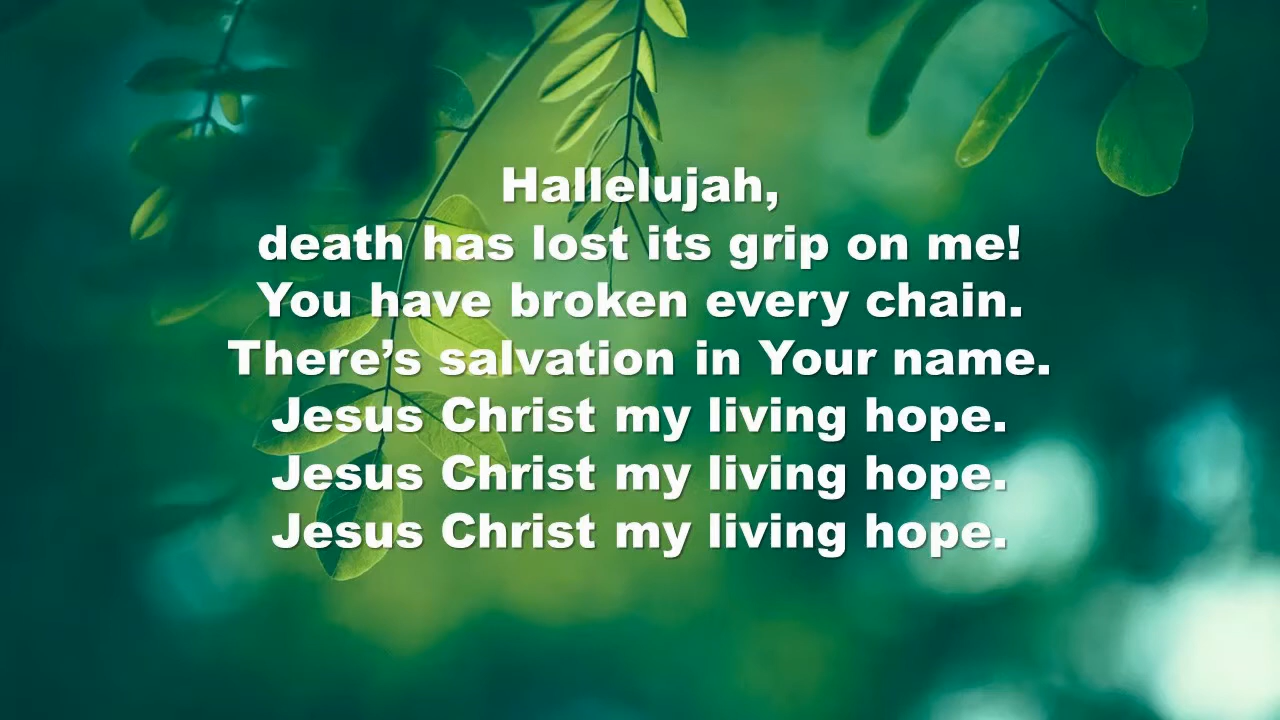 Hallelujah,
death has lost its grip on me!
You have broken every chain.
There’s salvation in Your name.
Jesus Christ my living hope.
Jesus Christ my living hope.
Jesus Christ my living hope.